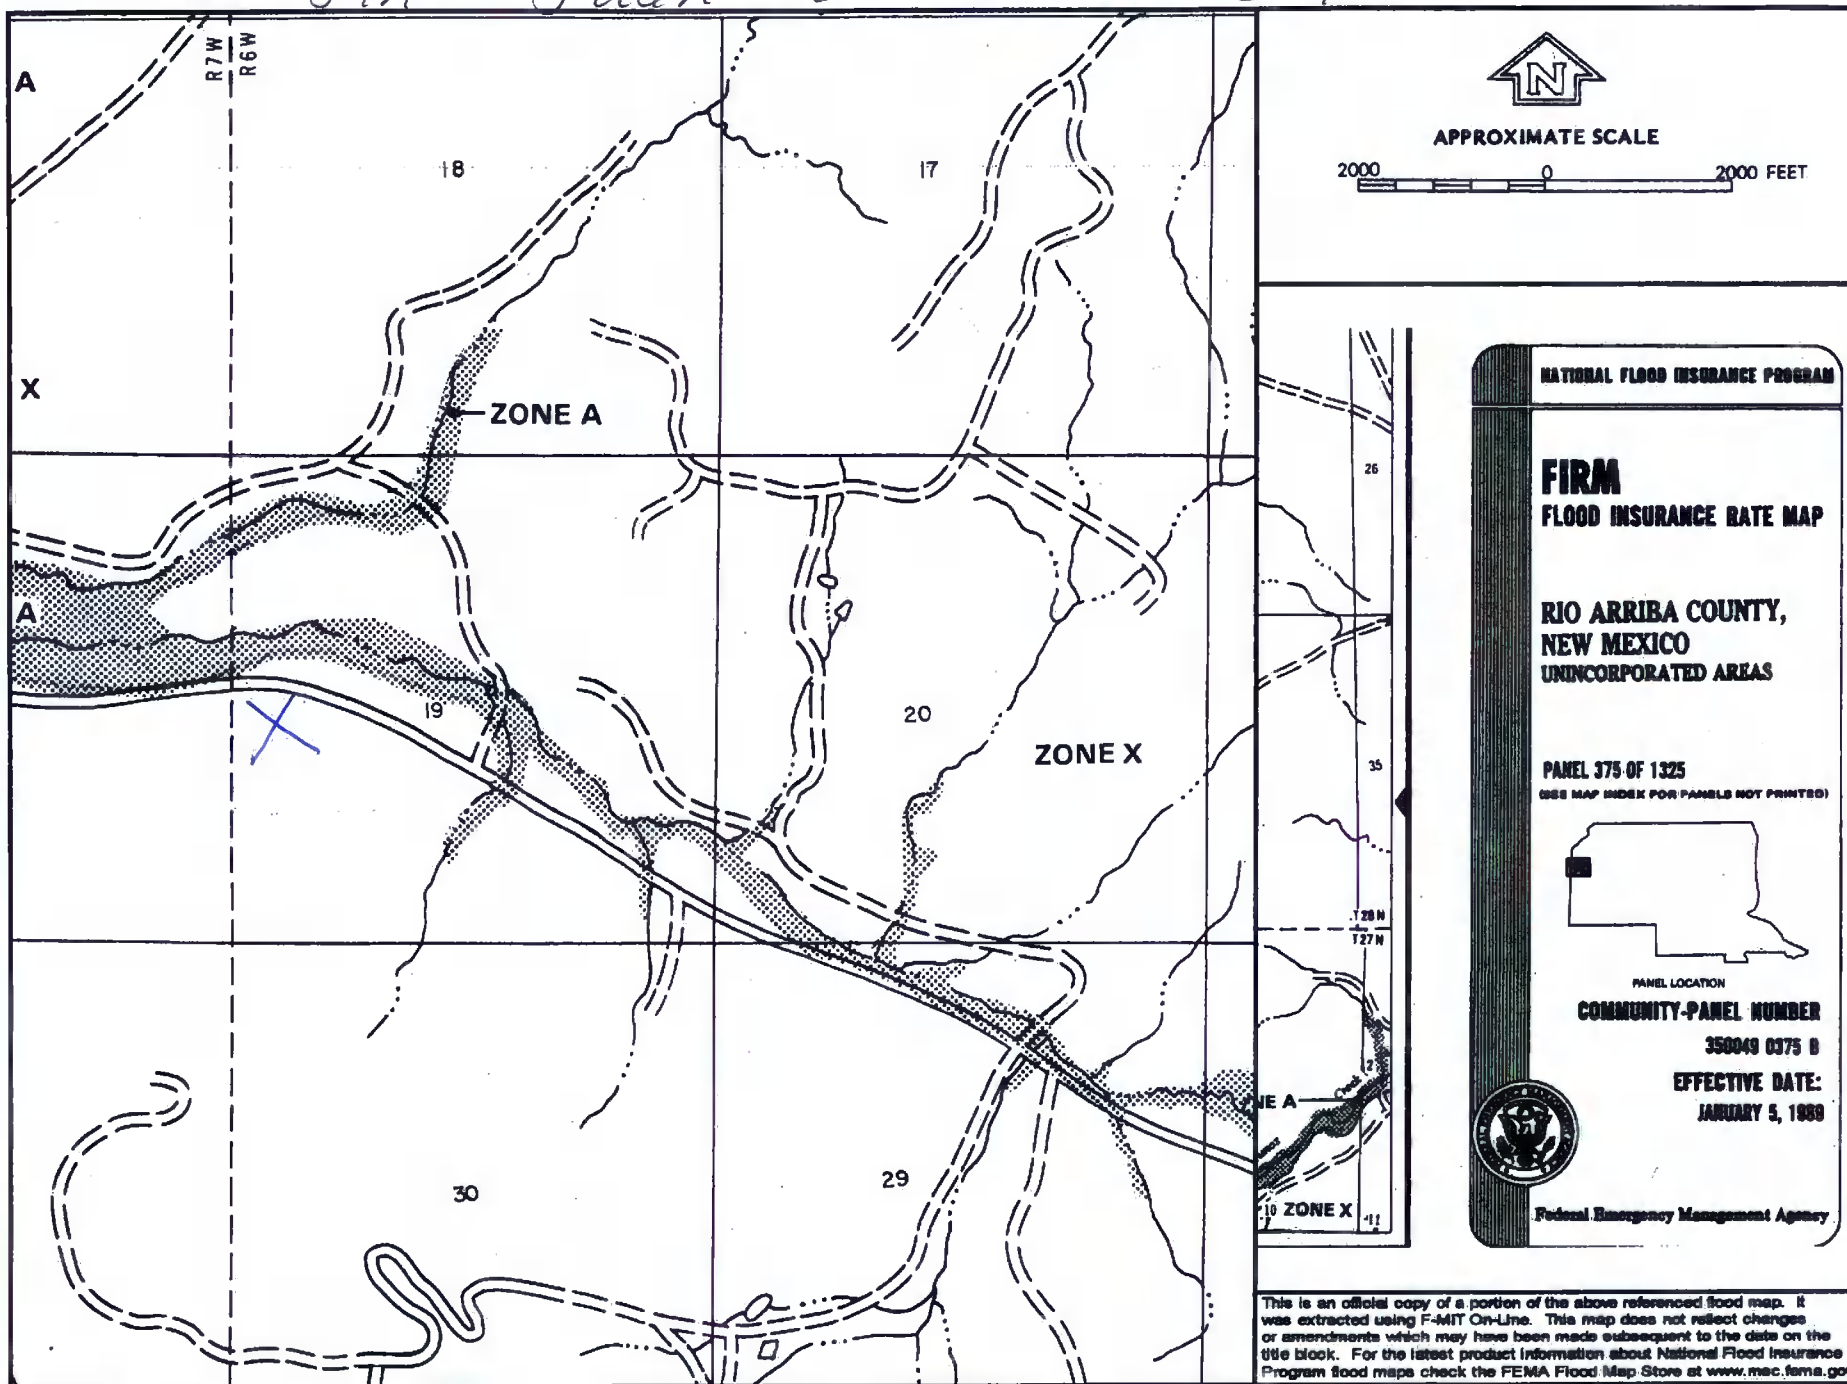 R7W
R6W
A
18
17
X
ZONE A
A
19
20
ZONE X
30
29
N
APPROXIMATE SCALE
2000 0 2000 FEET
26
35
T28N
T27N
NE A
10 ZONE X 11
NATIONAL FLOOD INSURANCE PROGRAM
FIRM
FLOOD INSURANCE RATE MAP
RIO ARRIBA COUNTY,
NEW MEXICO
UNINCORPORATED AREAS
PANEL 375 OF 1325
(SEE MAP INDEX FOR PANELS NOT PRINTED)
PANEL LOCATION
COMMUNITY-PANEL NUMBER
350049 0375 B
EFFECTIVE DATE:
JANUARY 5, 1989
Federal Emergency Management Agency
This is an official copy of a portion of the above referenced flood map. It
was extracted using F-MIT On-Line. This map does not reflect changes
or amendments which may have been made subsequent to the date on the
title block. For the latest product information about National Flood Insurance
Program flood maps check the FEMA Flood Map Store at www.msc.fema.gov